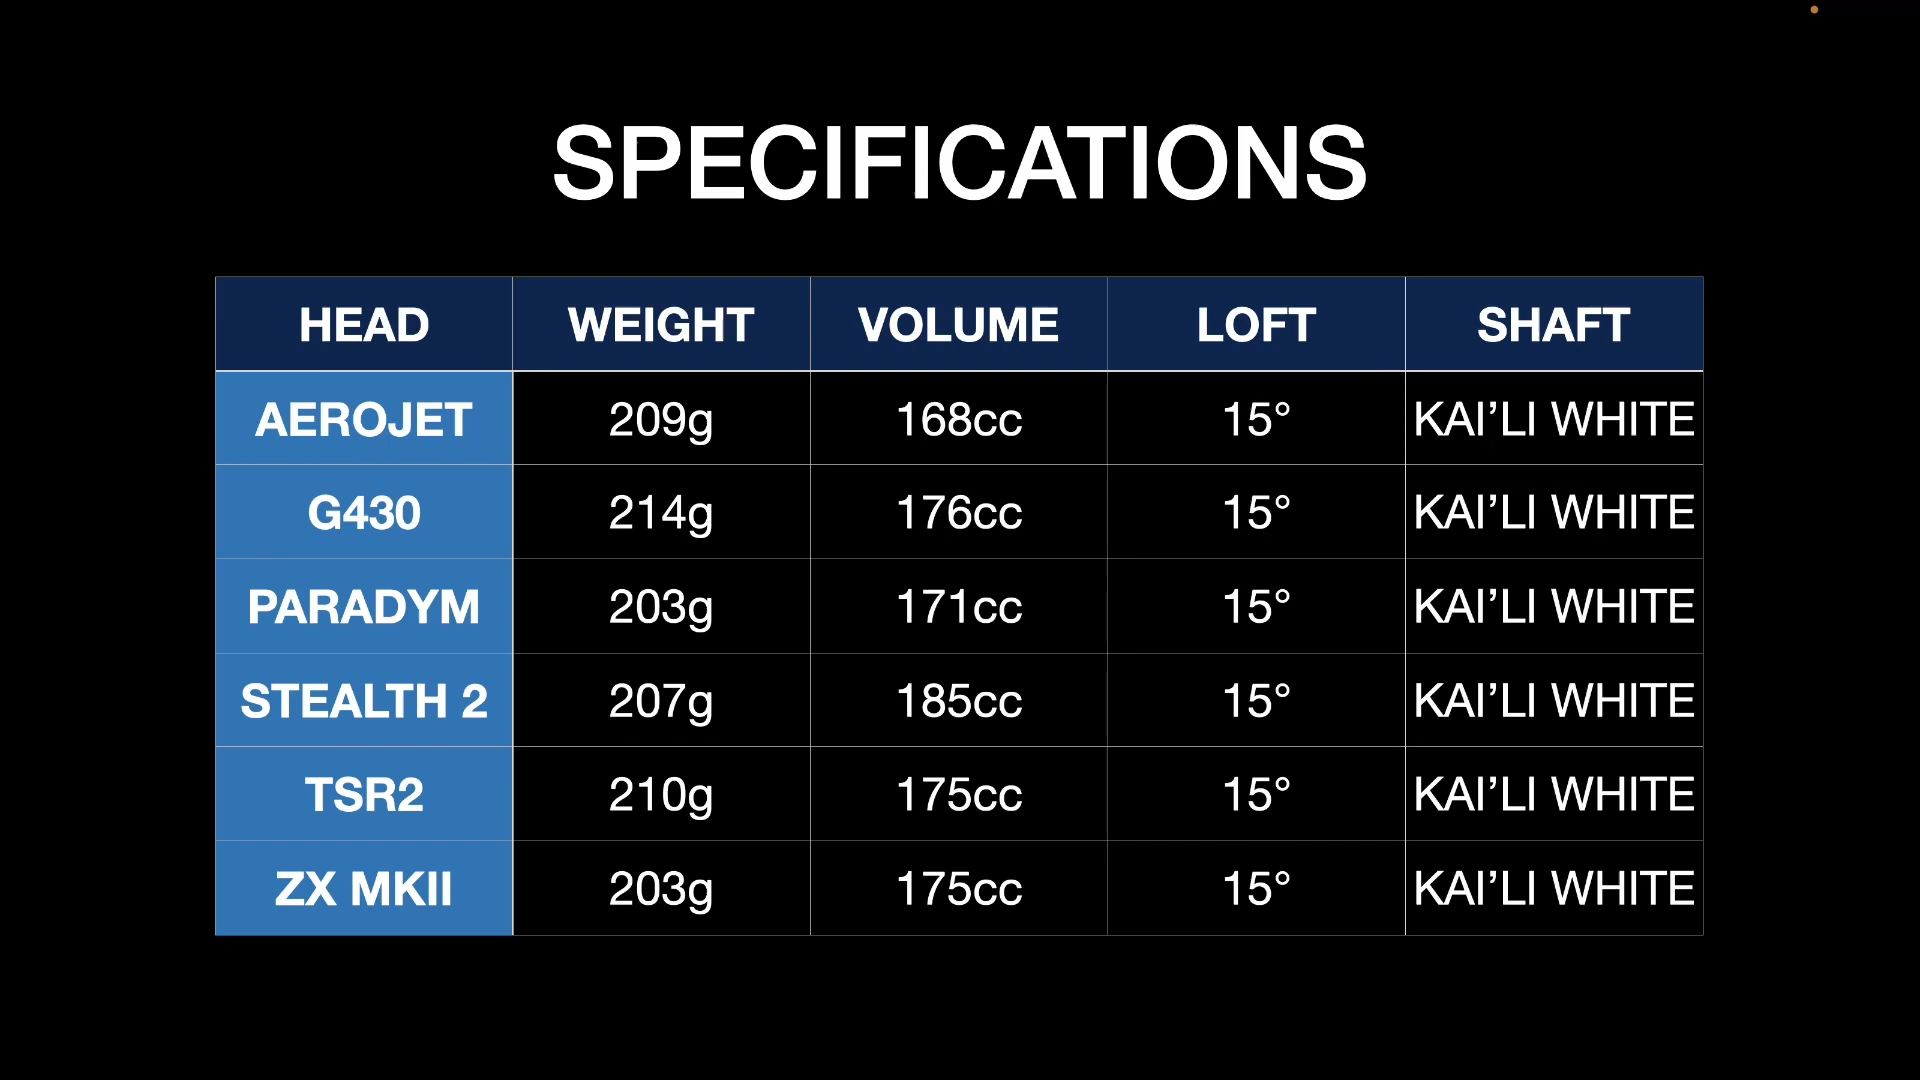 SPECIFICATIONS
HEAD WEIGHT VOLUME LOFT SHAFT
AEROJET 209g 168cc 15° KAI’LI WHITE
G430 214g 176cc 15° KAI’LI WHITE
PARADYM 203g 171cc 15° KAI’LI WHITE
STEALTH 2 207g 185cc 15° KAI’LI WHITE
TSR2 210g 175cc 15° KAI’LI WHITE
ZX MKII 203g 175cc 15° KAI’LI WHITE